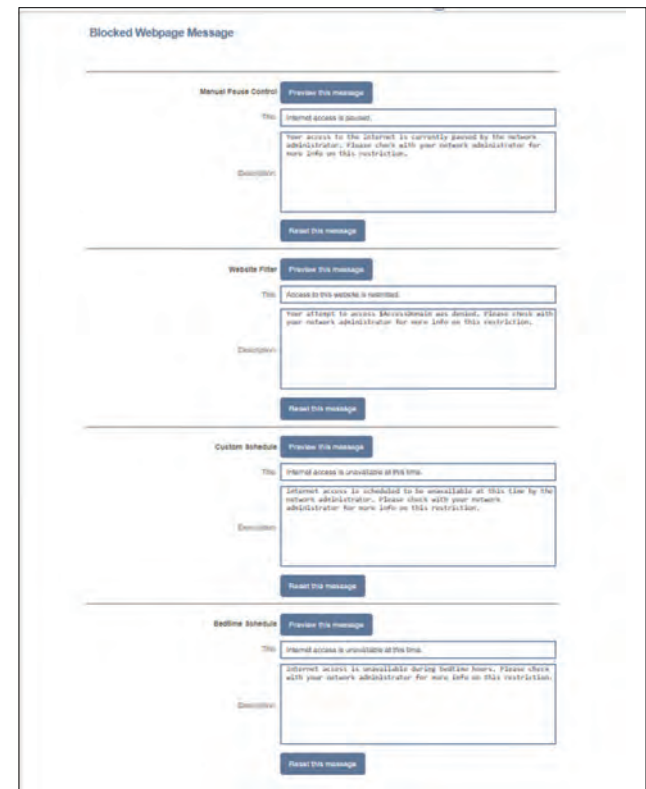 Blocked Webpage Message
Manual Pause Control Preview this message
Title Internet access is paused.
Your access to the internet is currently paused by the network
administrator. Please check with your network administrator for
more info on this restriction.
Description
Reset this message
Website Filter Preview this message
Title Access to this website is restricted.
Your attempt to access $AccessDomain was denied. Please check with
your network administrator for more info on this restriction.
Description
Reset this message
Custom Schedule Preview this message
Title Internet access is unavailable at this time.
Internet access is scheduled to be unavailable at this time by the
network administrator. Please check with your network
administrator for more info on this restriction.
Description
Reset this message
Bedtime Schedule Preview this message
Title Internet access is unavailable at this time.
Internet access is unavailable during bedtime hours. Please check
with your network administrator for more info on this restriction.
Description
Reset this message